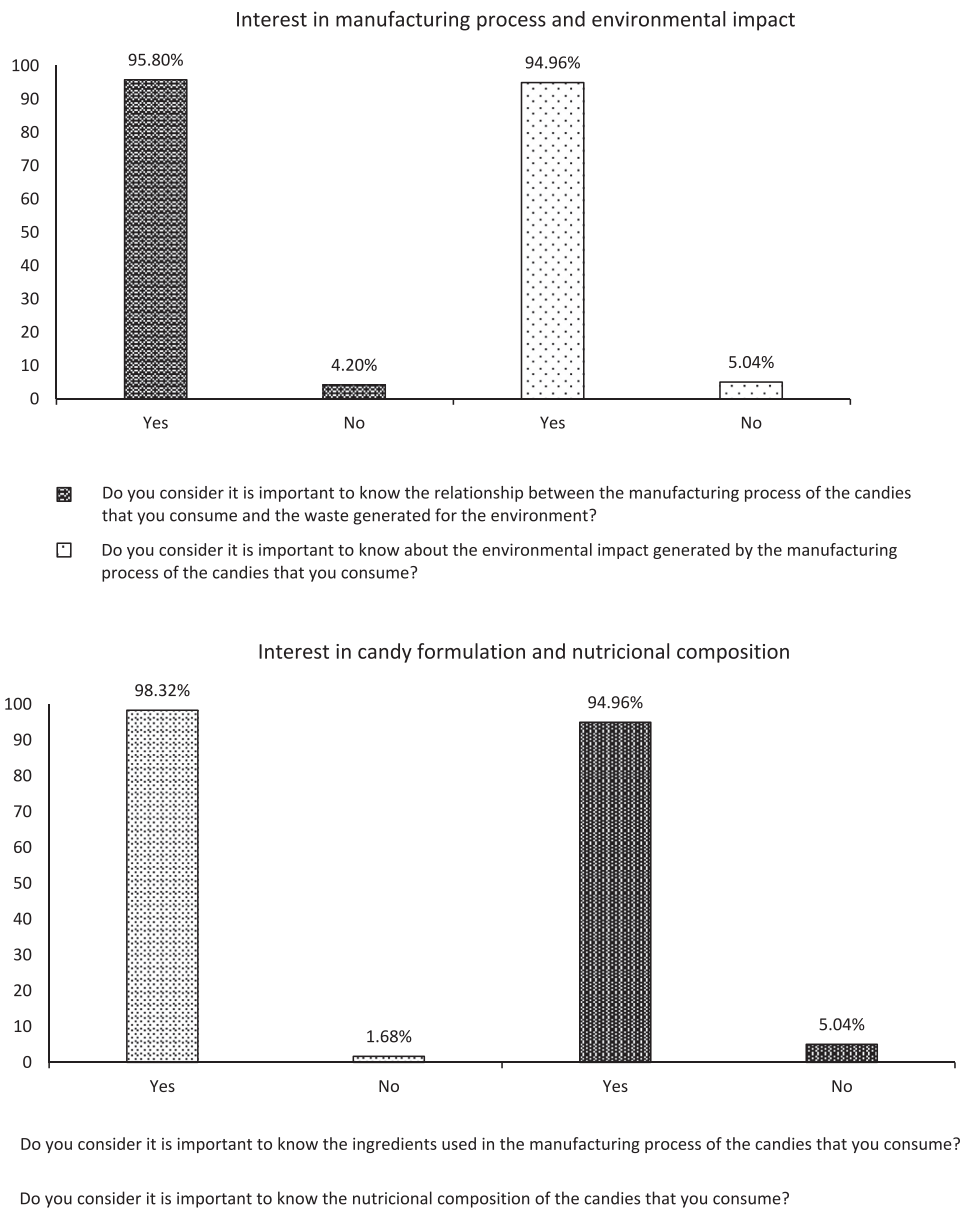 Interest in manufacturing process and environmental impact
95.80%
94.96%
100
90
80
70
60
50
40
30
20
10
0
4.20%
5.04%
Yes
No
Yes
No
Do you consider it is important to know the relationship between the manufacturing process of the candies
that you consume and the waste generated for the environment?
Do you consider it is important to know about the environmental impact generated by the manufacturing
process of the candies that you consume?
Interest in candy formulation and nutricional composition
98.32%
94.96%
100
90
80
70
60
50
40
30
20
10
0
1.68%
5.04%
Yes
No
Yes
No
Do you consider it is important to know the ingredients used in the manufacturing process of the candies that you consume?
Do you consider it is important to know the nutricional composition of the candies that you consume?